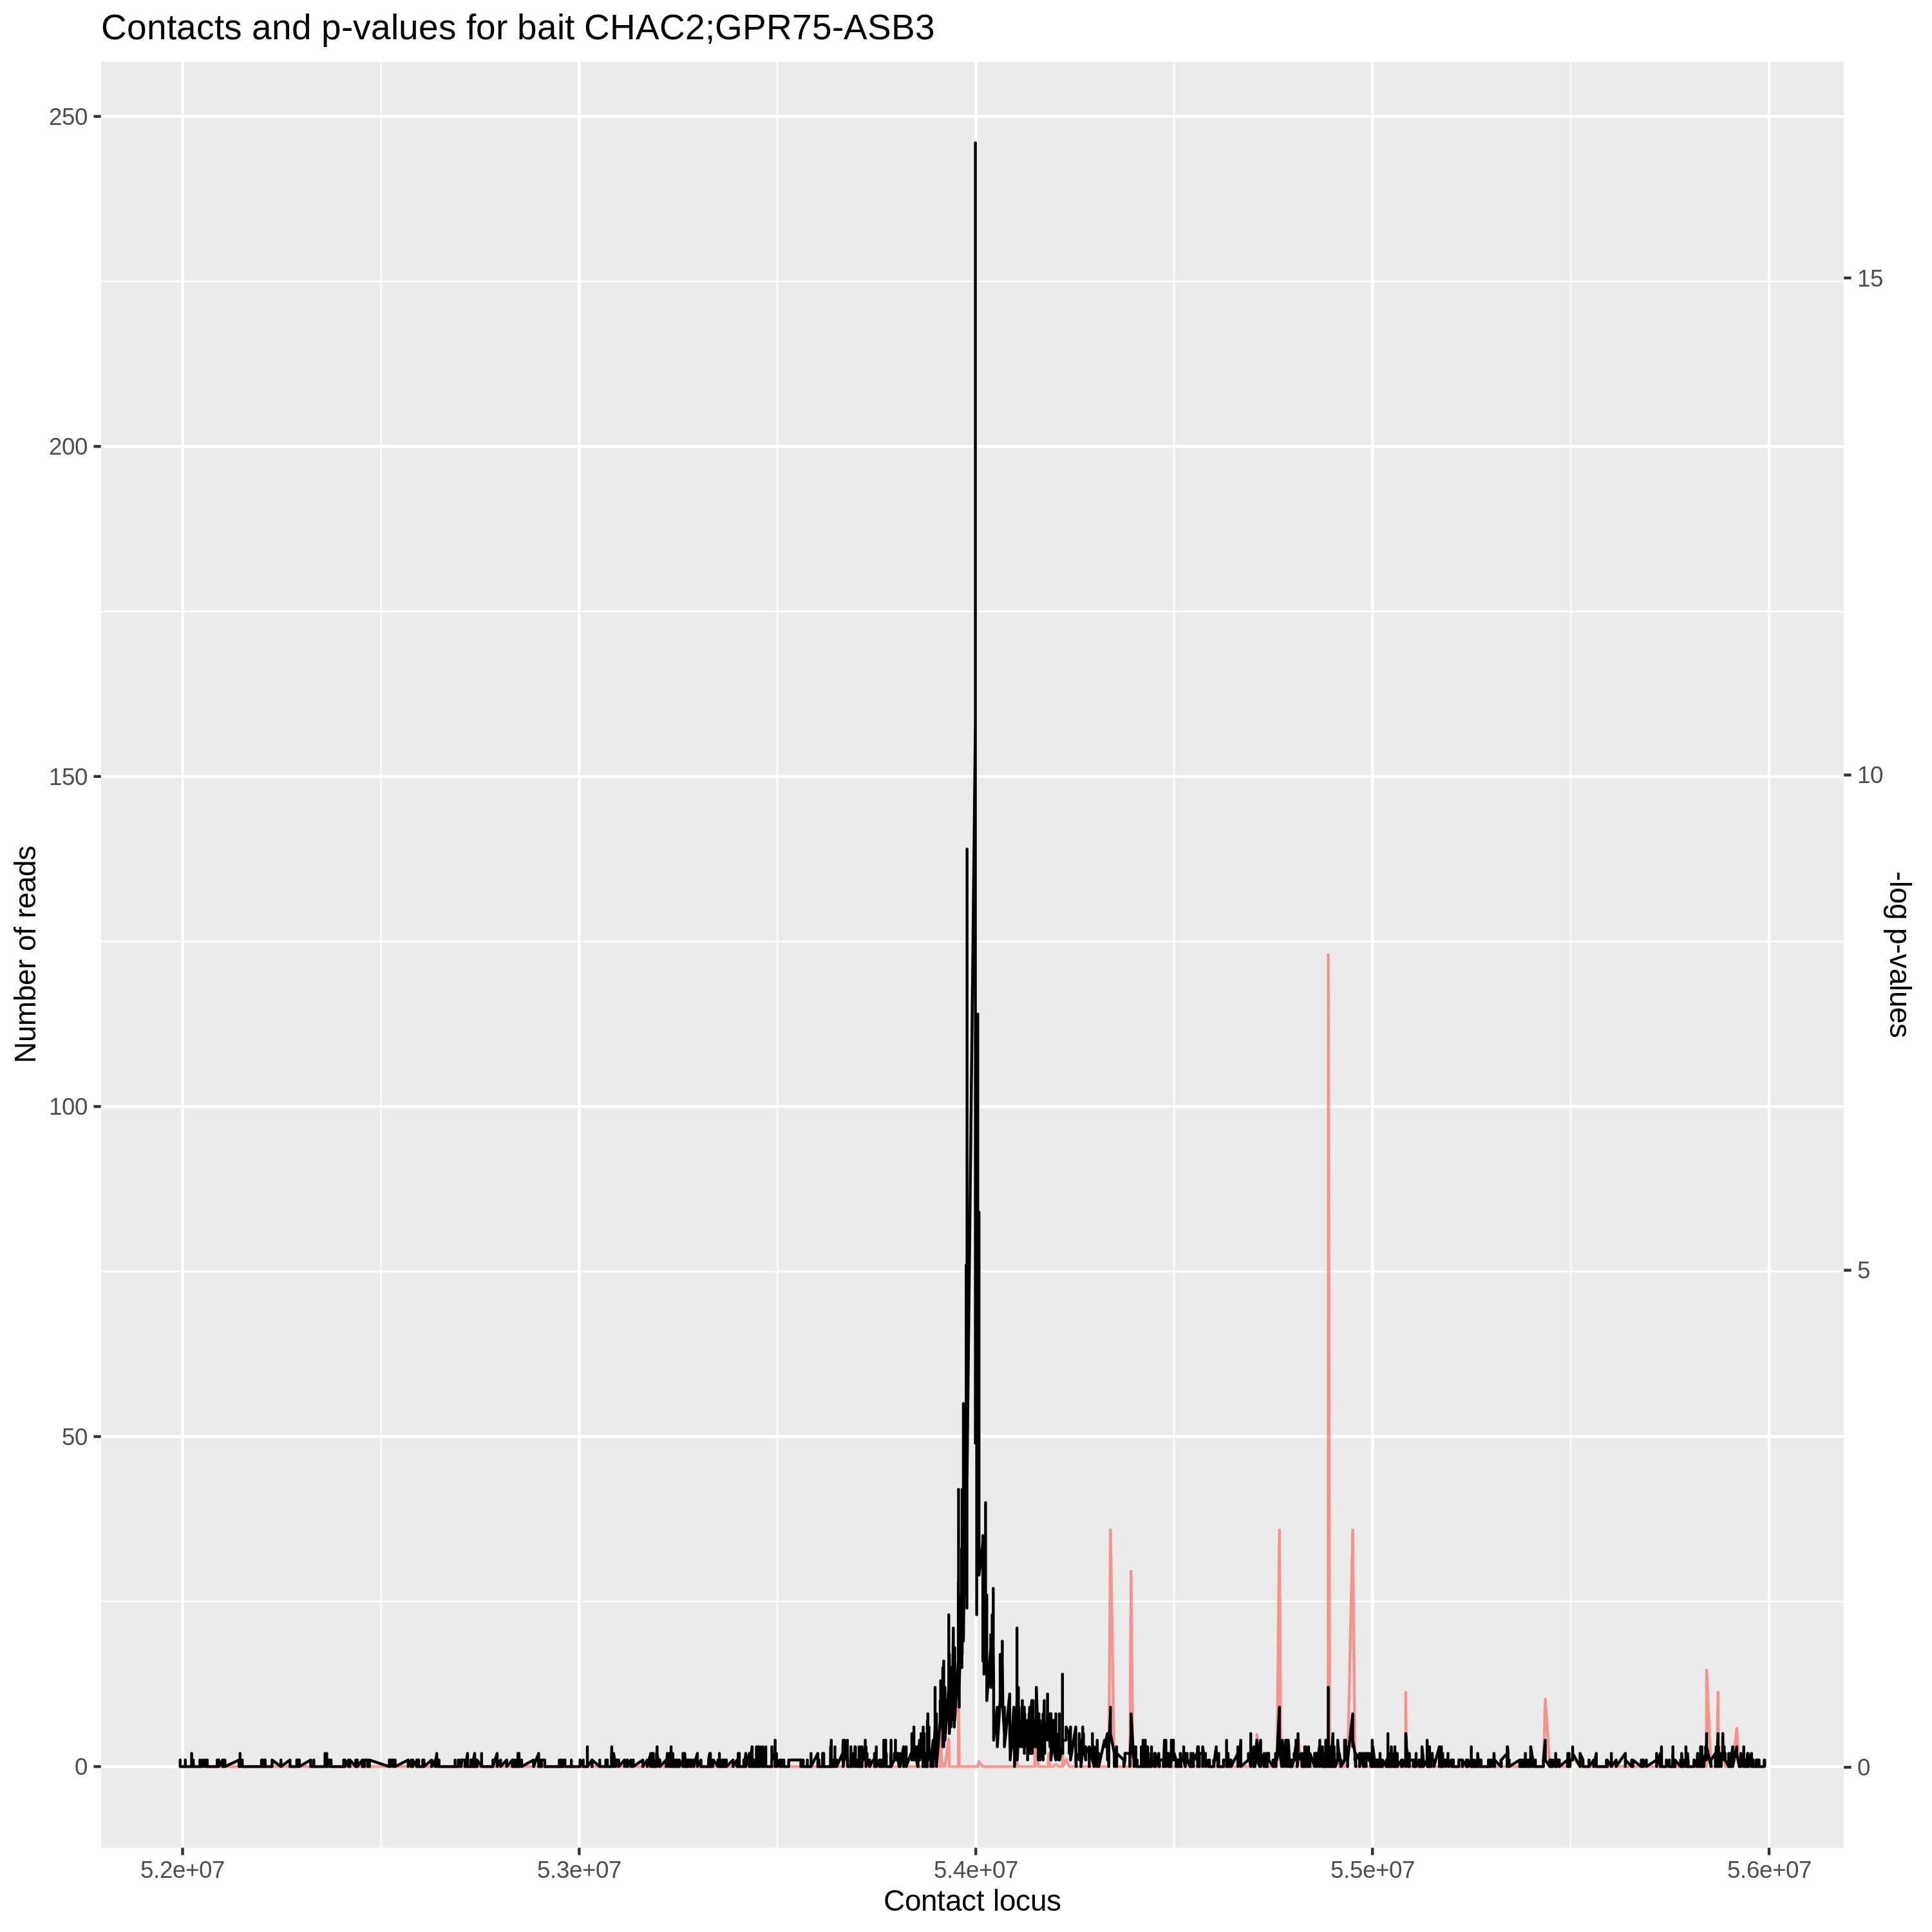 Contacts and p-values for bait CHAC2;GPR75-ASB3
250
200
150
100
50
0
Number of reads
15
10
5
0
-log p-values
5.2e+07
5.3e+07
5.4e+07
5.5e+07
5.6e+07
Contact locus